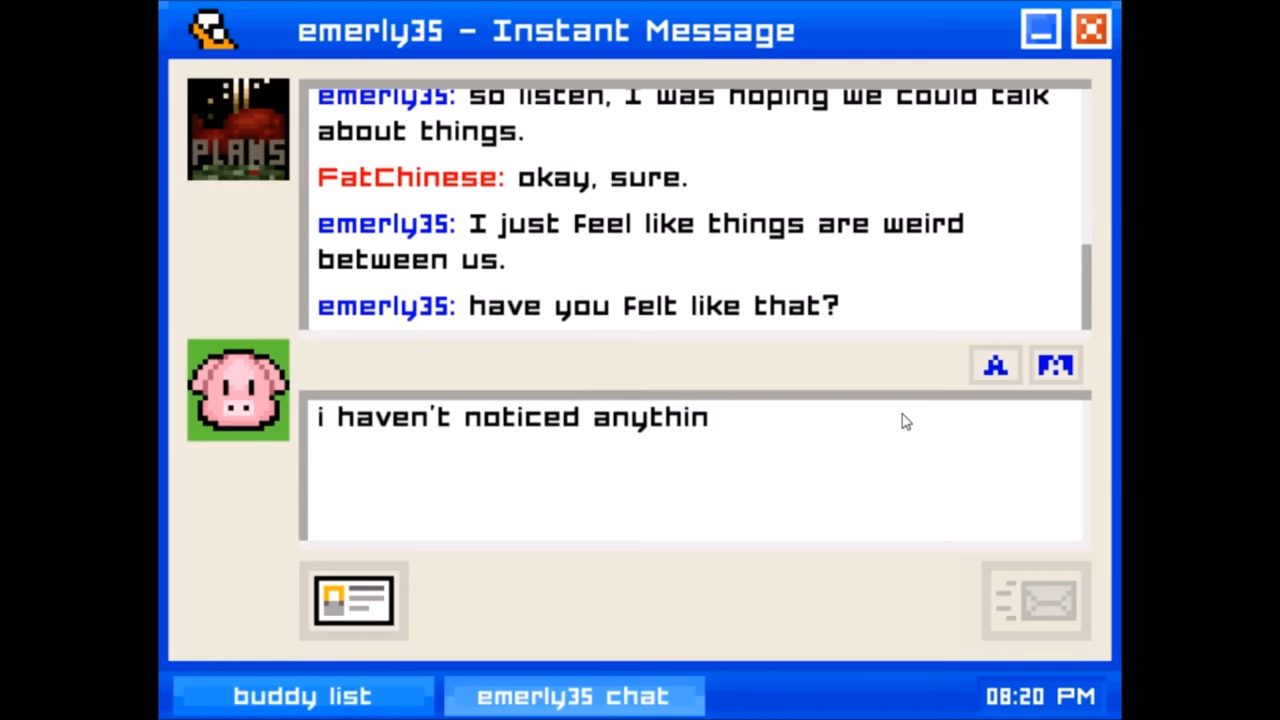 emerly35 - Instant Message
emerly35: so listen, I was hoping we could talk
about things.
FatChinese: okay, sure.
emerly35: I just feel like things are weird
between us.
emerly35: have you felt like that?
PLANS
A
i haven't noticed anythin
buddy list
emerly35 chat
08:20 PM